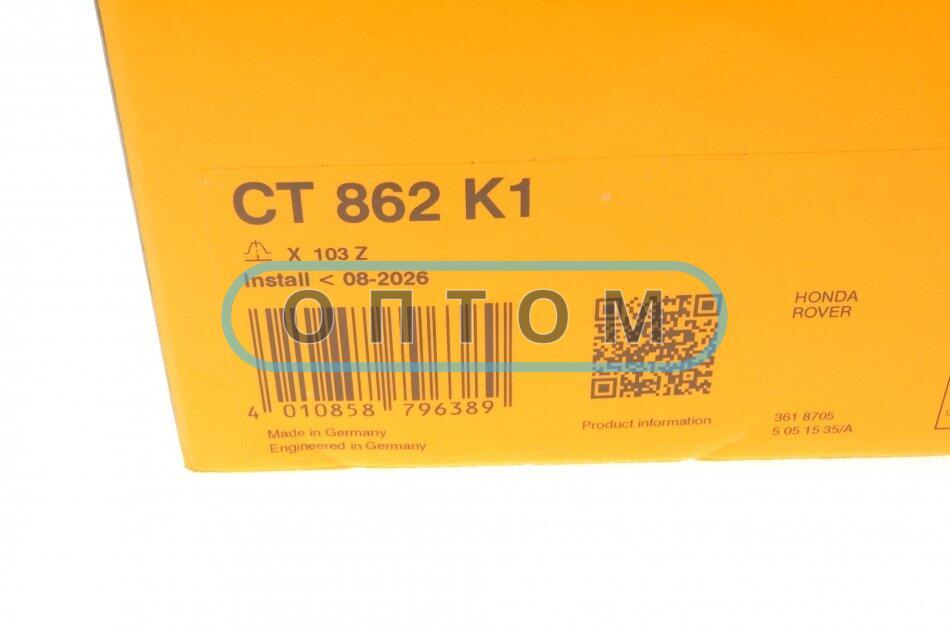 CT 862 K1
X 103 Z
Install < 08-2026
ОПТОМ
4 010858 796389
HONDA
ROVER
Made in Germany
Engineered in Germany
Product information
361 8705
5 05 15 35/A